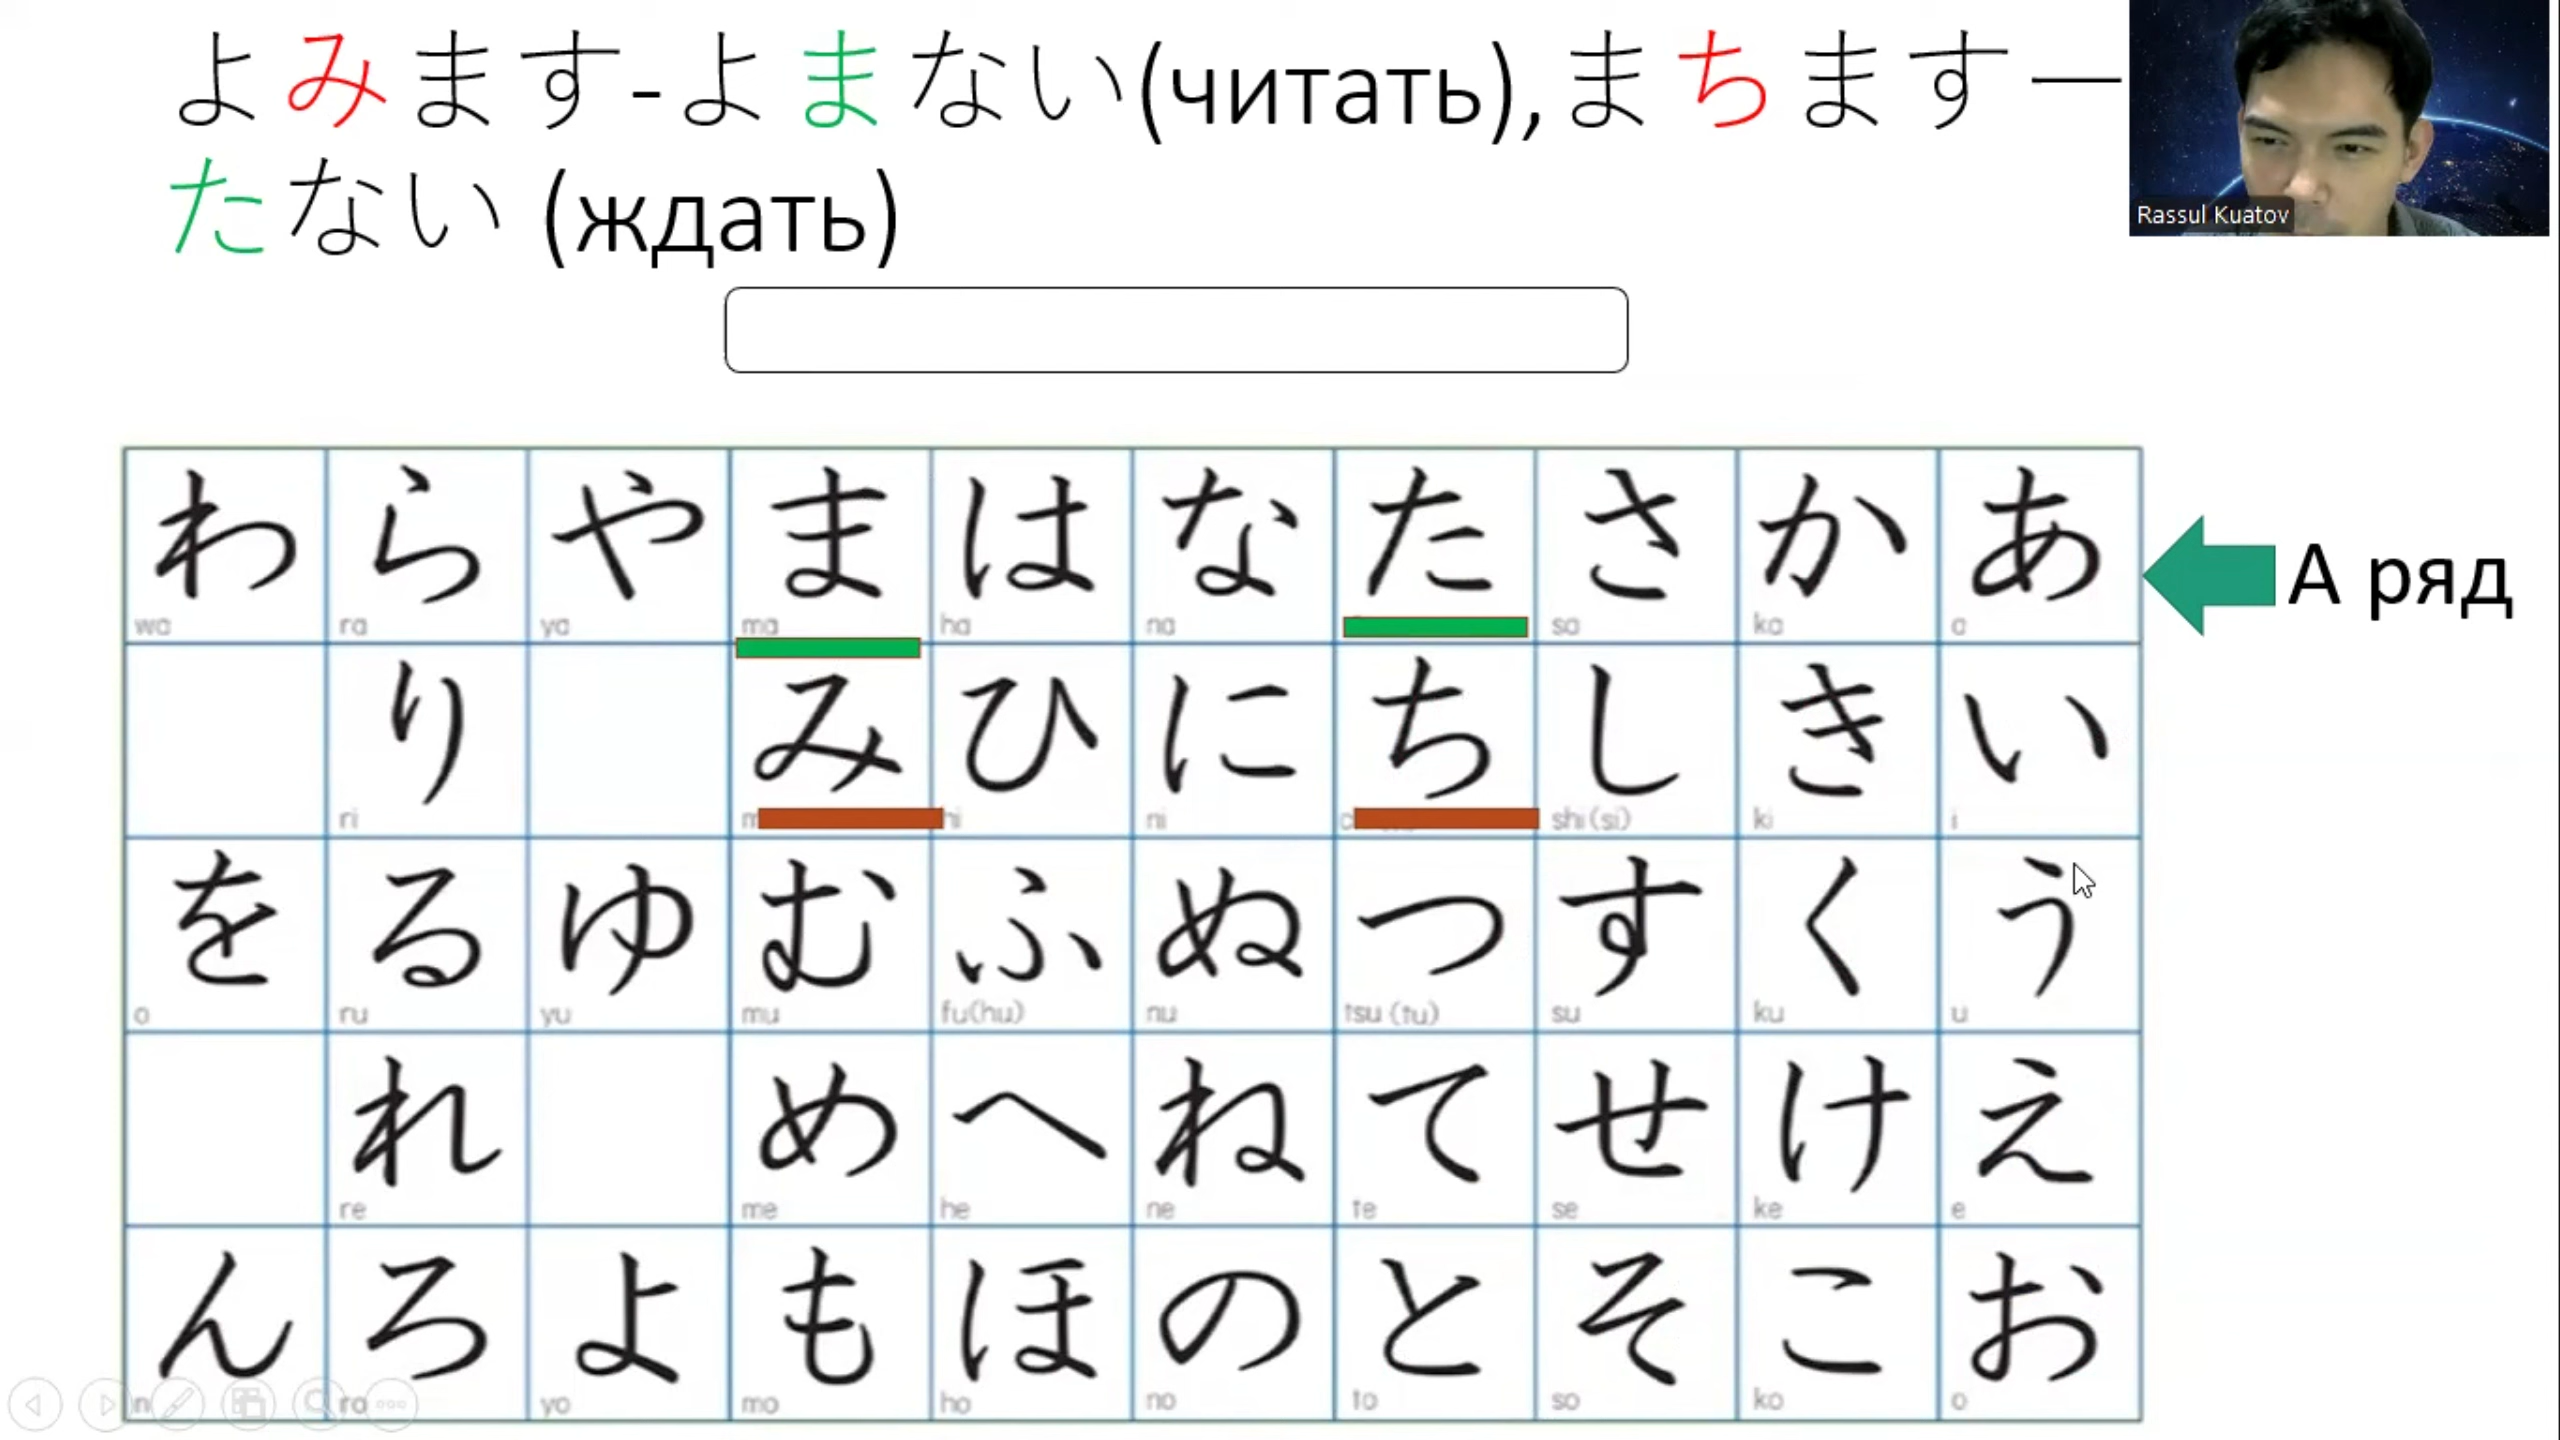 よみます-よまない(читать),まちますー
たない (ждать)
Rassul Kuatov
А ряд
わ ら や ま は な た さ か あ
wa ra ya ma ha na sa ka a
り み ひ に ち し き い
ri hi ni shi(si) ki i
を る ゆ む ふ ぬ つ す く う
o ru yu mu fu(hu) nu tsu (tu) su ku u
れ め へ ね て せ け え
re me he ne te se ke e
ん ろ よ も ほ の と そ こ お
n ro yo mo ho no to so ko o